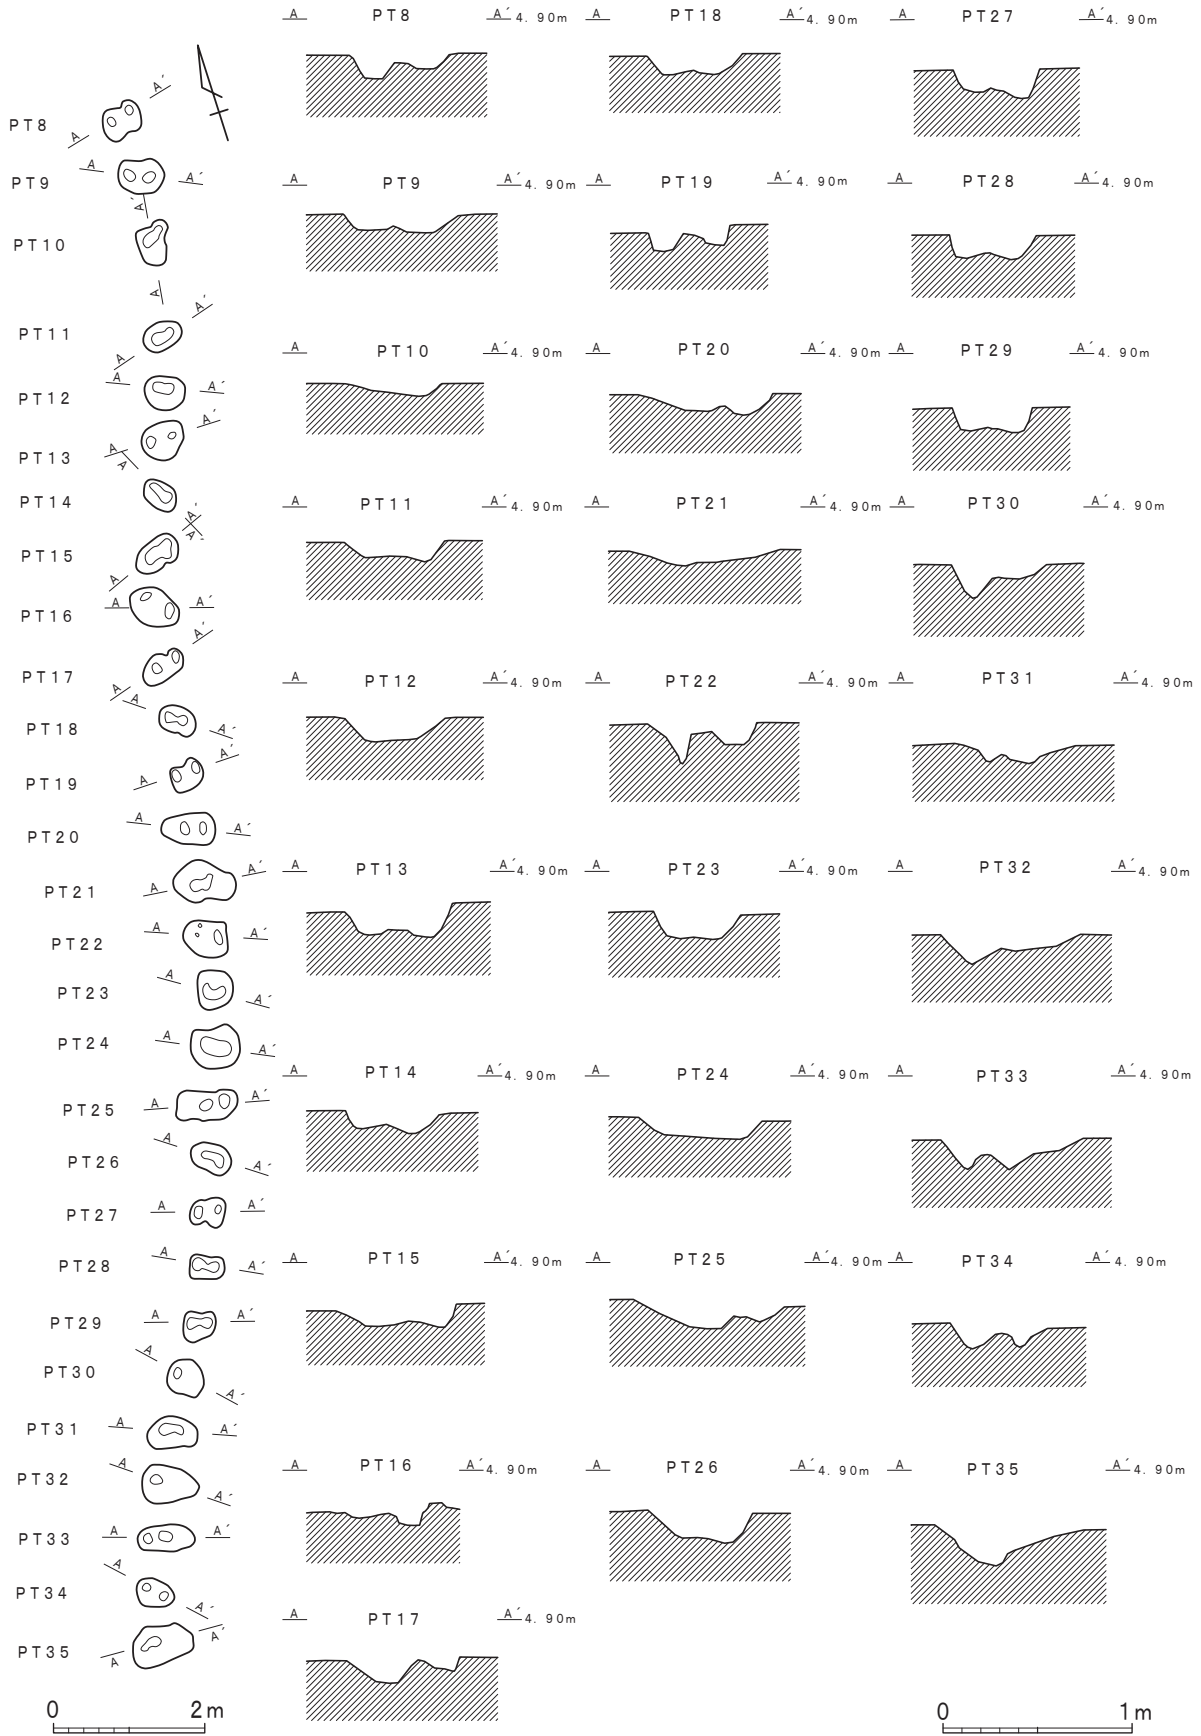 PT8
A A′
PT9
A A′
PT10
A A′
PT11
A A′
PT12
A A′
PT13
A A′
PT14
A A′
PT15
A A′
PT16
A A′
PT17
A A′
PT18
A A′
PT19
A A′
PT20
A A′
PT21
A A′
PT22
A A′
PT23
A A′
PT24
A A′
PT25
A A′
PT26
A A′
PT27
A A′
PT28
A A′
PT29
A A′
PT30
A A′
PT31
A A′
PT32
A A′
PT33
A A′
PT34
A A′
PT35
A A′
0 2m
A PT8 A′4.90m
A PT9 A′4.90m
A PT10 A′4.90m
A PT11 A′4.90m
A PT12 A′4.90m
A PT13 A′4.90m
A PT14 A′4.90m
A PT15 A′4.90m
A PT16 A′4.90m
A PT17 A′4.90m
A PT18 A′4.90m
A PT19 A′4.90m
A PT20 A′4.90m
A PT21 A′4.90m
A PT22 A′4.90m
A PT23 A′4.90m
A PT24 A′4.90m
A PT25 A′4.90m
A PT26 A′4.90m
A PT27 A′4.90m
A PT28 A′4.90m
A PT29 A′4.90m
A PT30 A′4.90m
A PT31 A′4.90m
A PT32 A′4.90m
A PT33 A′4.90m
A PT34 A′4.90m
A PT35 A′4.90m
0 1m